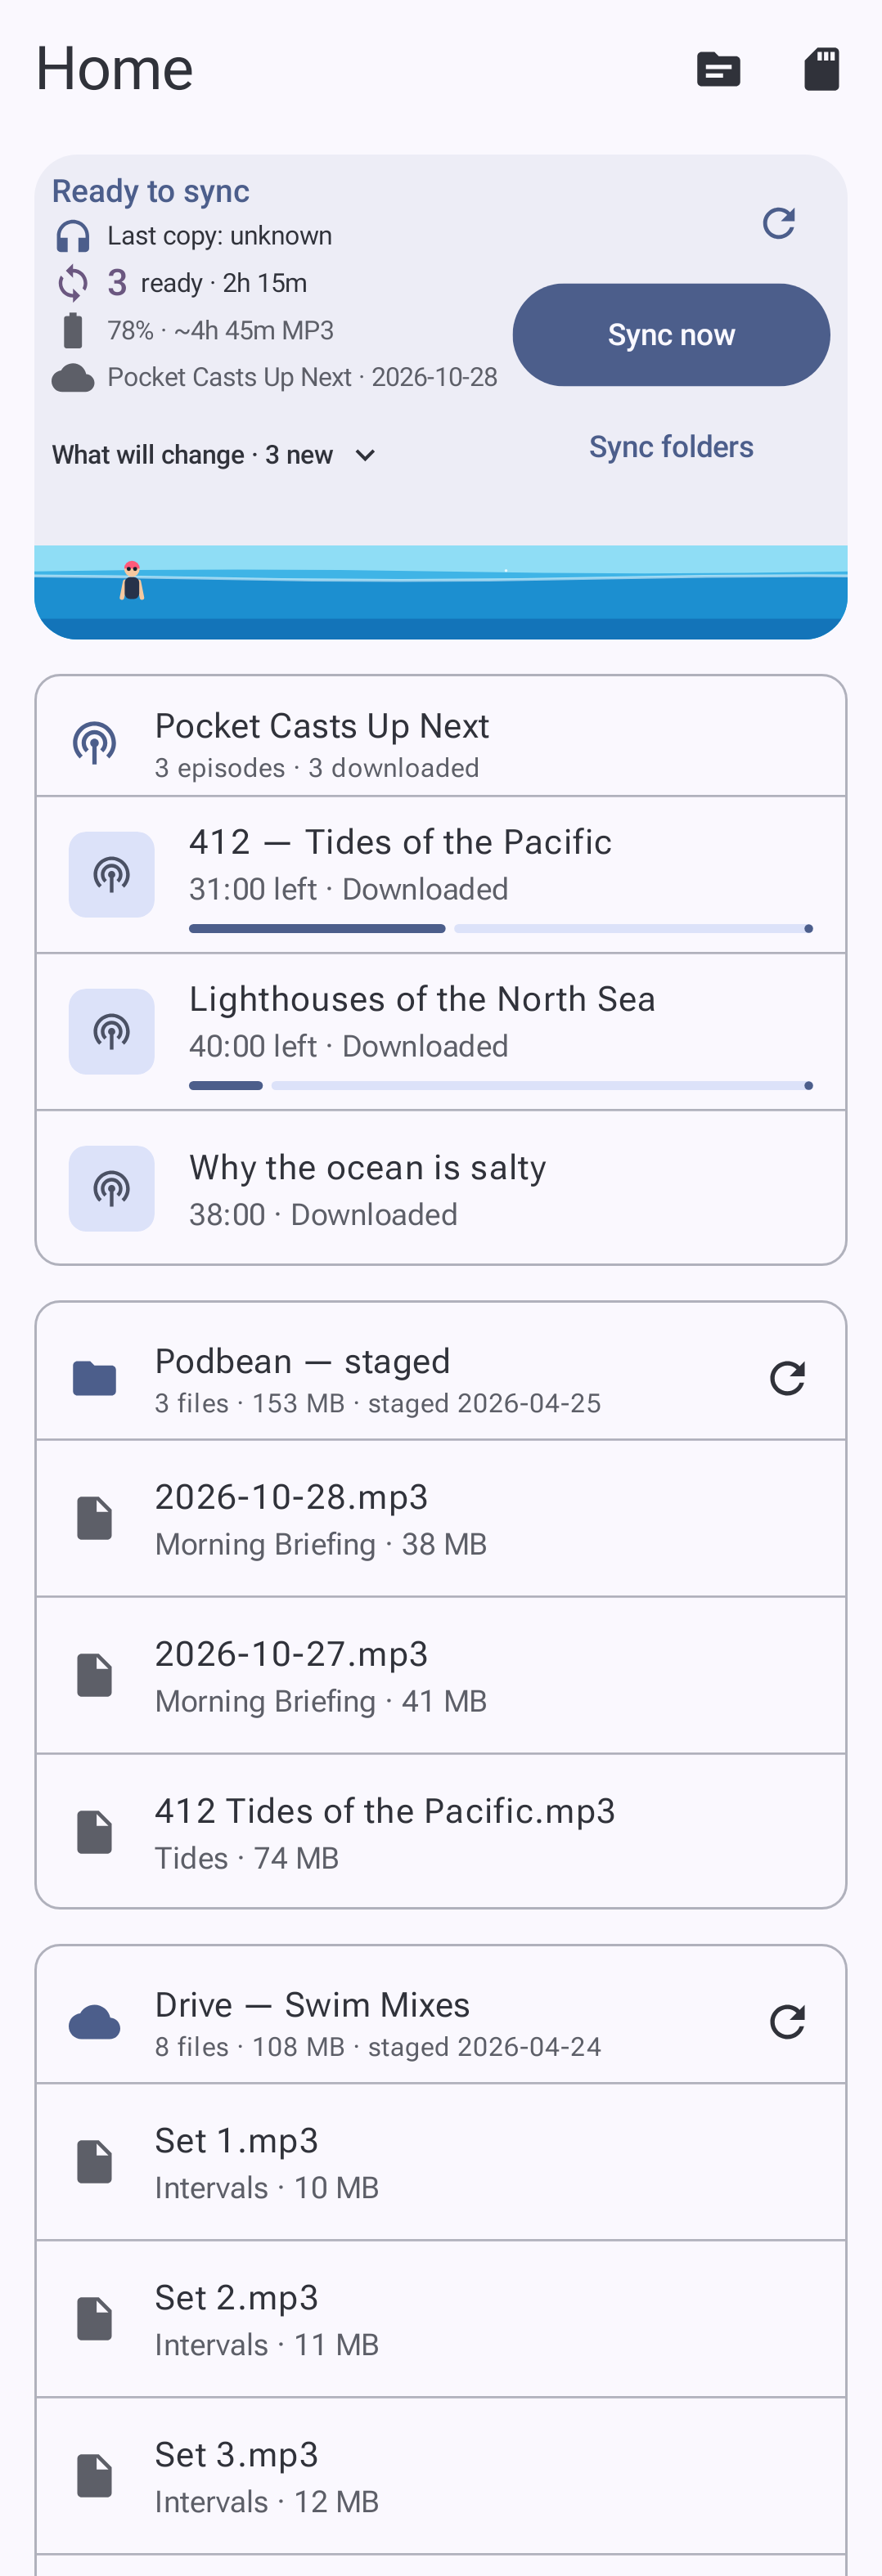 Home
Ready to sync
Last copy: unknown
3 ready · 2h 15m
78% · ~4h 45m MP3
Sync now
Pocket Casts Up Next · 2026-10-28
What will change · 3 new
Sync folders
Pocket Casts Up Next
3 episodes · 3 downloaded
412 — Tides of the Pacific
31:00 left · Downloaded
Lighthouses of the North Sea
40:00 left · Downloaded
Why the ocean is salty
38:00 · Downloaded
Podbean — staged
3 files · 153 MB · staged 2026-04-25
2026-10-28.mp3
Morning Briefing · 38 MB
2026-10-27.mp3
Morning Briefing · 41 MB
412 Tides of the Pacific.mp3
Tides · 74 MB
Drive — Swim Mixes
8 files · 108 MB · staged 2026-04-24
Set 1.mp3
Intervals · 10 MB
Set 2.mp3
Intervals · 11 MB
Set 3.mp3
Intervals · 12 MB